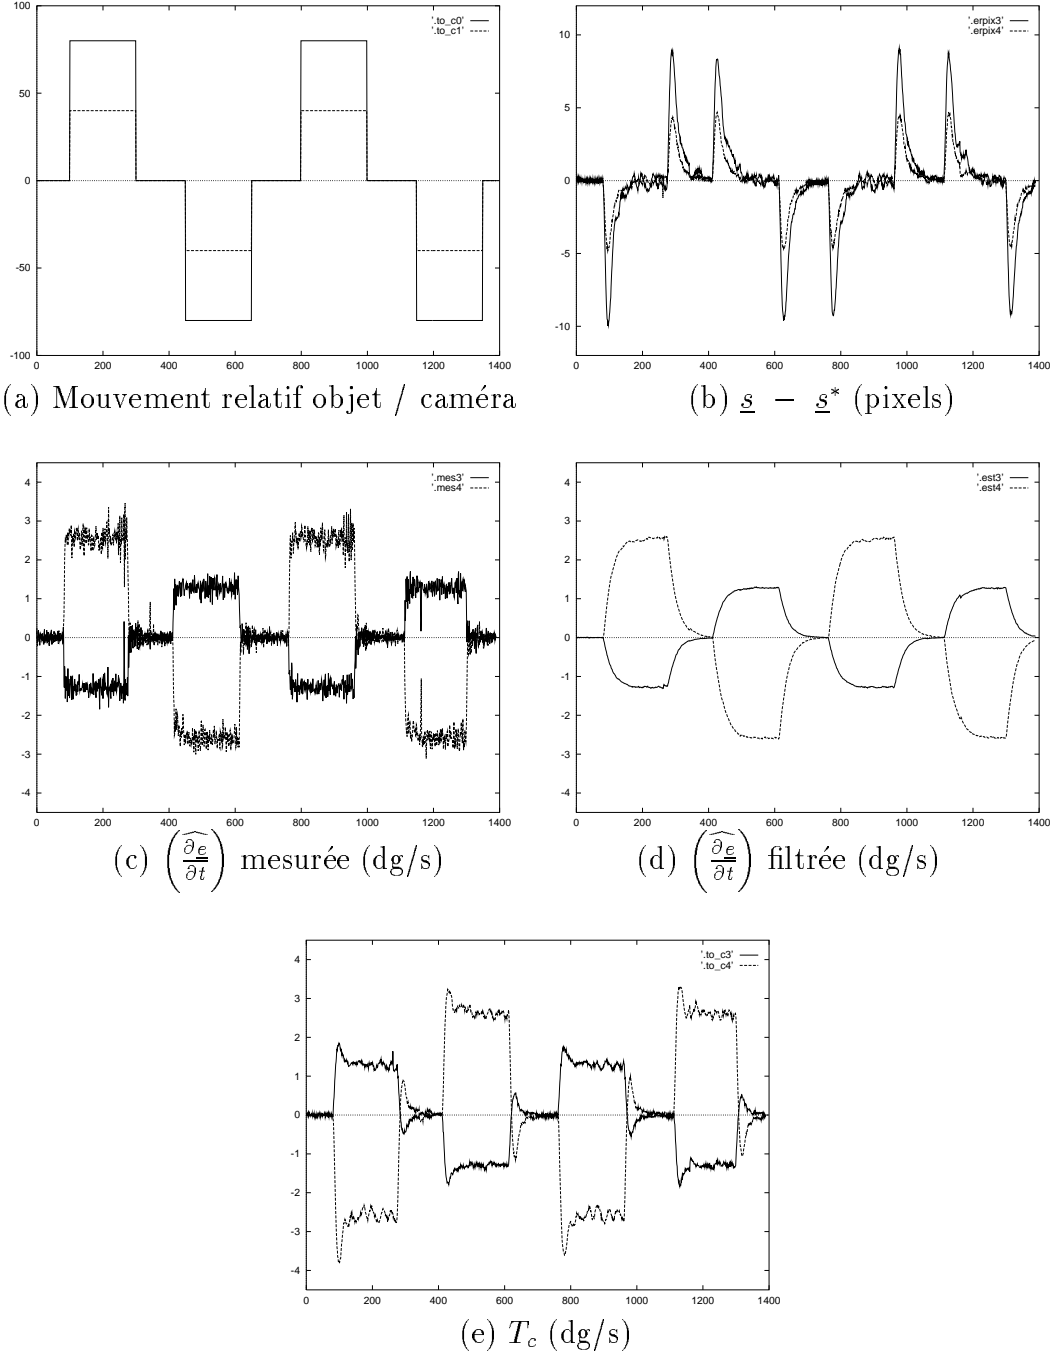 100
50
0
-50
-100
0 200 400 600 800 1000 1200 1400
'.to_c0'
'.to_c1'
(a) Mouvement relatif objet / caméra
10
5
0
-5
-10
0 200 400 600 800 1000 1200 1400
'.erpix3'
'.erpix4'
(b) s − s* (pixels)
4
3
2
1
0
-1
-2
-3
-4
0 200 400 600 800 1000 1200 1400
'.mes3'
'.mes4'
(c) (∂e/∂t) mesurée (dg/s)
4
3
2
1
0
-1
-2
-3
-4
0 200 400 600 800 1000 1200 1400
'.est3'
'.est4'
(d) (∂e/∂t) filtrée (dg/s)
4
3
2
1
0
-1
-2
-3
-4
0 200 400 600 800 1000 1200 1400
'.to_c3'
'.to_c4'
(e) T_c (dg/s)